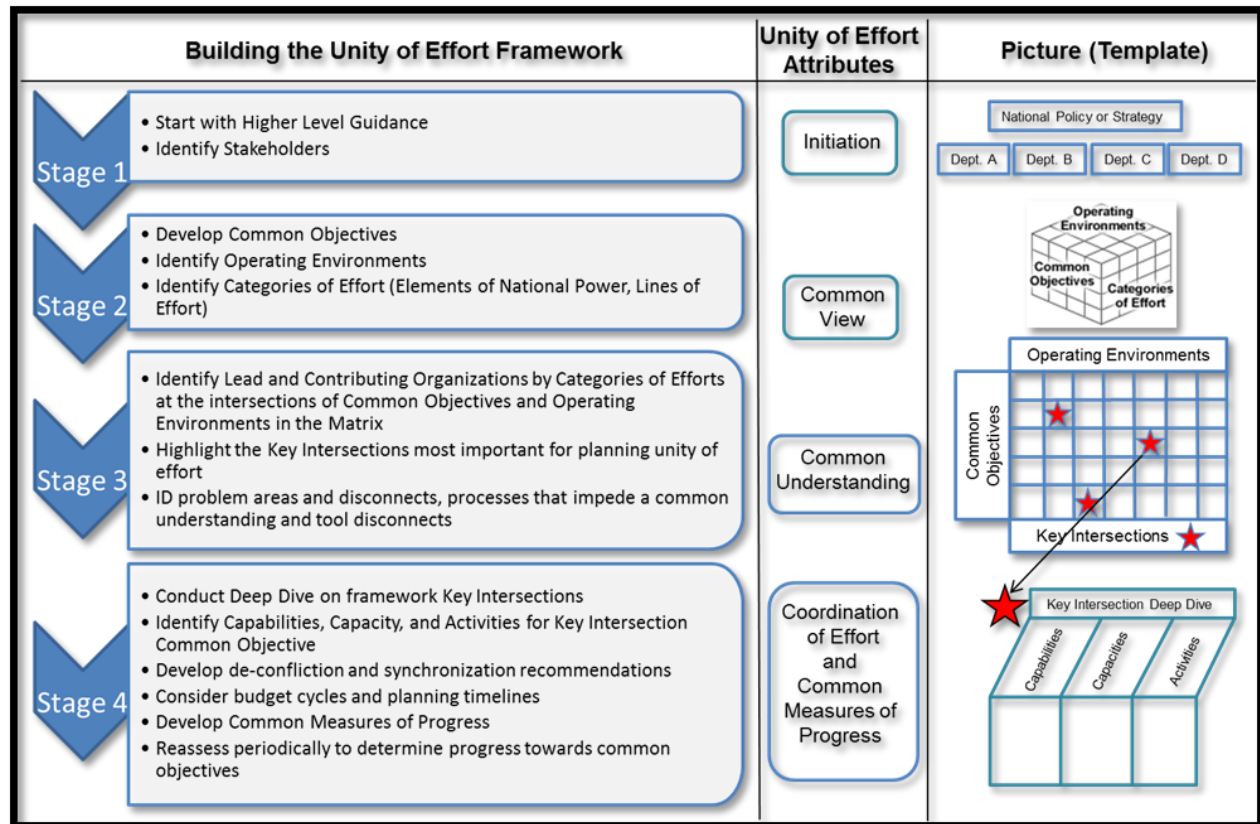 Building the Unity of Effort Framework
Unity of Effort
Attributes
Picture (Template)
Stage 1
• Start with Higher Level Guidance
• Identify Stakeholders
Initiation
National Policy or Strategy
Dept. A
Dept. B
Dept. C
Dept. D
Stage 2
• Develop Common Objectives
• Identify Operating Environments
• Identify Categories of Effort (Elements of National Power, Lines of
Effort)
Common
View
Operating
Environments
Common
Objectives
Categories
of Effort
Stage 3
• Identify Lead and Contributing Organizations by Categories of Efforts
at the intersections of Common Objectives and Operating
Environments in the Matrix
• Highlight the Key Intersections most important for planning unity of
effort
• ID problem areas and disconnects, processes that impede a common
understanding and tool disconnects
Common
Understanding
Operating Environments
Common
Objectives
Key Intersections
Stage 4
• Conduct Deep Dive on framework Key Intersections
• Identify Capabilities, Capacity, and Activities for Key Intersection
Common Objective
• Develop de-confliction and synchronization recommendations
• Consider budget cycles and planning timelines
• Develop Common Measures of Progress
• Reassess periodically to determine progress towards common
objectives
Coordination
of Effort
and
Common
Measures of
Progress
Key Intersection Deep Dive
Capabilities
Capacities
Activities